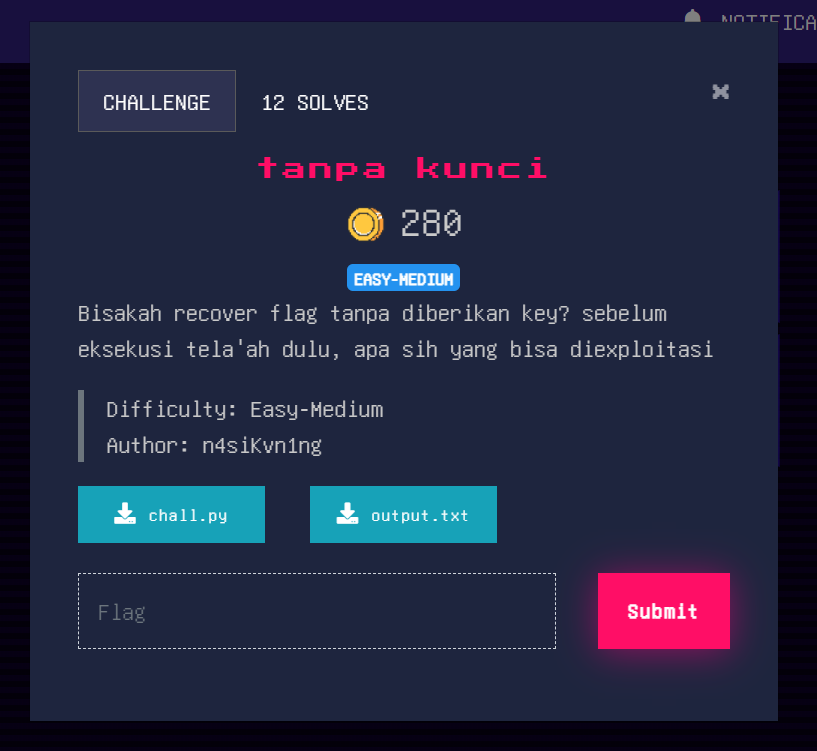 CHALLENGE
12 SOLVES
tanpa kunci
280
EASY-MEDIUM
Bisakah recover flag tanpa diberikan key? sebelum
eksekusi tela'ah dulu, apa sih yang bisa diexploitasi
Difficulty: Easy-Medium
Author: n4siKvn1ng
chall.py
output.txt
Flag
Submit